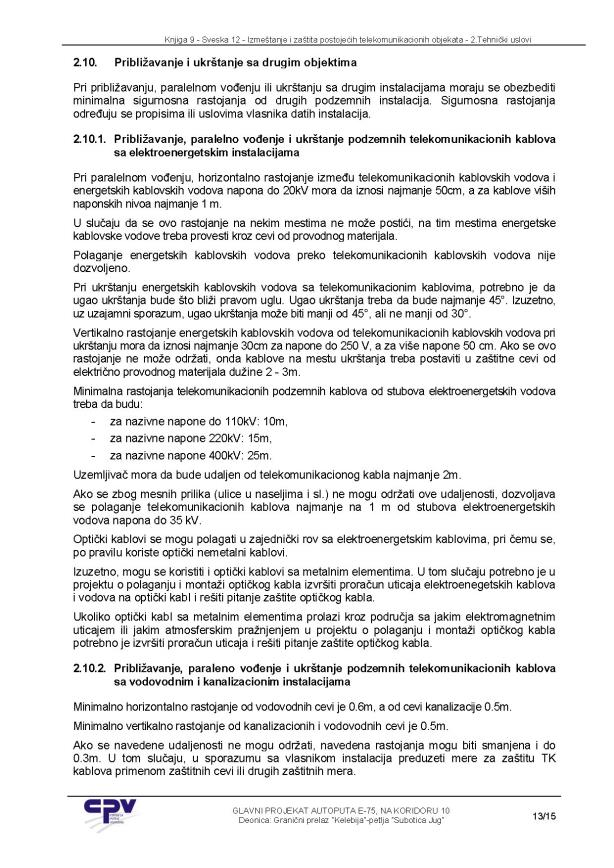 Knjiga 9 - Sveska 12 - Izmeštanje i zaštita postojećih telekomunikacionih objekata - 2.Tehnički uslovi
2.10. Približavanje i ukrštanje sa drugim objektima
Pri približavanju, paralelnom vođenju ili ukrštanju sa drugim instalacijama moraju se obezbediti
minimalna sigurnosna rastojanja od drugih podzemnih instalacija. Sigurnosna rastojanja
određuju se propisima ili uslovima vlasnika datih instalacija.
2.10.1. Približavanje, paralelno vođenje i ukrštanje podzemnih telekomunikacionih kablova
sa elektroenergetskim instalacijama
Pri paralelnom vođenju, horizontalno rastojanje između telekomunikacionih kablovskih vodova i
energetskih kablovskih vodova napona do 20kV mora da iznosi najmanje 50cm, a za kablove viših
naponskih nivoa najmanje 1 m.
U slučaju da se ovo rastojanje na nekim mestima ne može postići, na tim mestima energetske
kablovske vodove treba provesti kroz cevi od provodnog materijala.
Polaganje energetskih kablovskih vodova preko telekomunikacionih kablovskih vodova nije
dozvoljeno.
Pri ukrštanju energetskih kablovskih vodova sa telekomunikacionim kablovima, potrebno je da
ugao ukrštanja bude što bliži pravom uglu. Ugao ukrštanja treba da bude najmanje 45°. Izuzetno,
uz uzajamni sporazum, ugao ukrštanja može biti manji od 45°, ali ne manji od 30°.
Vertikalno rastojanje energetskih kablovskih vodova od telekomunikacionih kablovskih vodova pri
ukrštanju mora da iznosi najmanje 30cm za napone do 250 V, a za više napone 50 cm. Ako se ovo
rastojanje ne može održati, onda kablove na mestu ukrštanja treba postaviti u zaštitne cevi od
električno provodnog materijala dužine 2 - 3m.
Minimalna rastojanja telekomunikacionih podzemnih kablova od stubova elektroenergetskih vodova
treba da budu:
- za nazivne napone do 110kV: 10m,
- za nazivne napone 220kV: 15m,
- za nazivne napone 400kV: 25m.
Uzemljivač mora da bude udaljen od telekomunikacionog kabla najmanje 2m.
Ako se zbog mesnih prilika (ulice u naseljima i sl.) ne mogu održati ove udaljenosti, dozvoljava
se polaganje telekomunikacionih kablova najmanje na 1 m od stubova elektroenergetskih
vodova napona do 35 kV.
Optički kablovi se mogu polagati u zajednički rov sa elektroenergetskim kablovima, pri čemu se,
po pravilu koriste optički nemetalni kablovi.
Izuzetno, mogu se koristiti i optički kablovi sa metalnim elementima. U tom slučaju potrebno je u
projektu o polaganju i montaži optičkog kabla izvršiti proračun uticaja elektroenegetskih kablova
i vodova na optički kabl i rešiti pitanje zaštite optičkog kabla.
Ukoliko optički kabl sa metalnim elementima prolazi kroz područja sa jakim elektromagnetnim
uticajem ili jakim atmosferskim pražnjenjem u projektu o polaganju i montaži optičkog kabla
potrebno je izvršiti proračun uticaja i rešiti pitanje zaštite optičkog kabla.
2.10.2. Približavanje, paraleno vođenje i ukrštanje podzemnih telekomunikacionih kablova
sa vodovodnim i kanalizacionim instalacijama
Minimalno horizontalno rastojanje od vodovodnih cevi je 0.6m, a od cevi kanalizacije 0.5m.
Minimalno vertikalno rastojanje od kanalizacionih i vodovodnih cevi je 0.5m.
Ako se navedene udaljenosti ne mogu održati, navedena rastojanja mogu biti smanjena i do
0.3m. U tom slučaju, u sporazumu sa vlasnikom instalacija preduzeti mere za zaštitu TK
kablova primenom zaštitnih cevi ili drugih zaštitnih mera.
CPV
GLAVNI PROJEKAT AUTOPUTA E-75, NA KORIDORU 10
Deonica: Granični prelaz "Kelebija"-petlja "Subotica Jug"
13/15